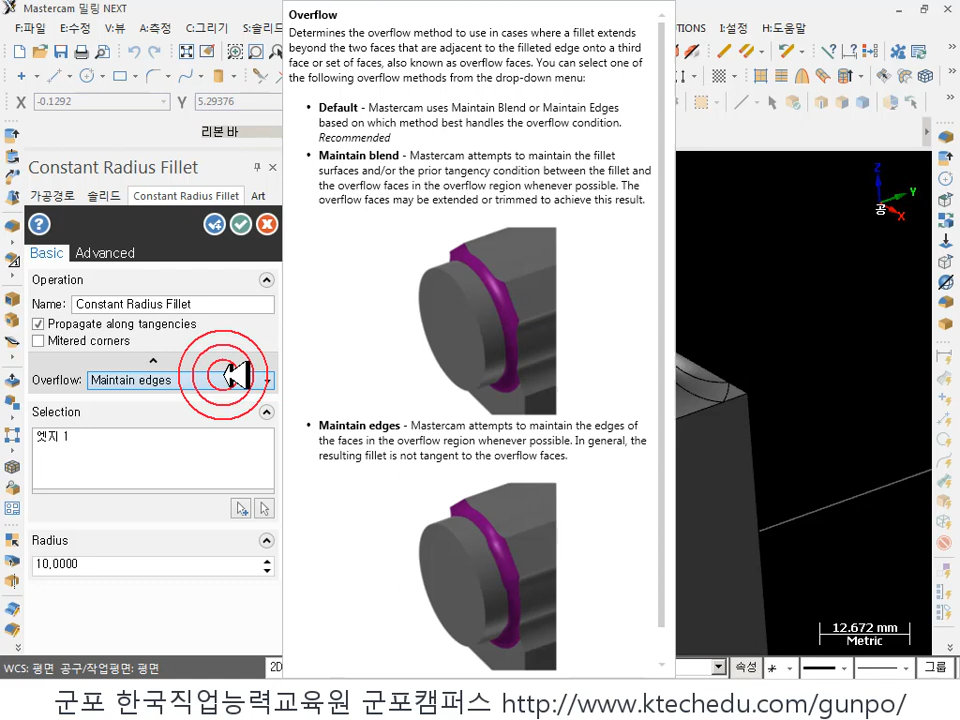 Mastercam 밀링 NEXT
F:파일 E:수정 V:뷰 A:측정 C:그리기 S:솔리드
I:설정 H:도움말
X -0.1292 Y 5.29376
리본 바
Constant Radius Fillet
가공경로 솔리드 Constant Radius Fillet Art
Basic Advanced
Operation
Name: Constant Radius Fillet
Propagate along tangencies
Mitered corners
Overflow: Maintain edges
Selection
엣지 1
Radius
10,0000
WCS: 평면 공구/작업평면: 평면
2D
Overflow
Determines the overflow method to use in cases where a fillet extends
beyond the two faces that are adjacent to the filleted edge onto a third
face or set of faces, also known as overflow faces. You can select one of
the following overflow methods from the drop-down menu:
• Default - Mastercam uses Maintain Blend or Maintain Edges
based on which method best handles the overflow condition.
Recommended
• Maintain blend - Mastercam attempts to maintain the fillet
surfaces and/or the prior tangency condition between the fillet and
the overflow faces in the overflow region whenever possible. The
overflow faces may be extended or trimmed to achieve this result.
• Maintain edges - Mastercam attempts to maintain the edges of
the faces in the overflow region whenever possible. In general, the
resulting fillet is not tangent to the overflow faces.
Z
Y
X
공
12.672 mm
Metric
속성
그룹
군포 한국직업능력교육원 군포캠퍼스 http://www.ktechedu.com/gunpo/